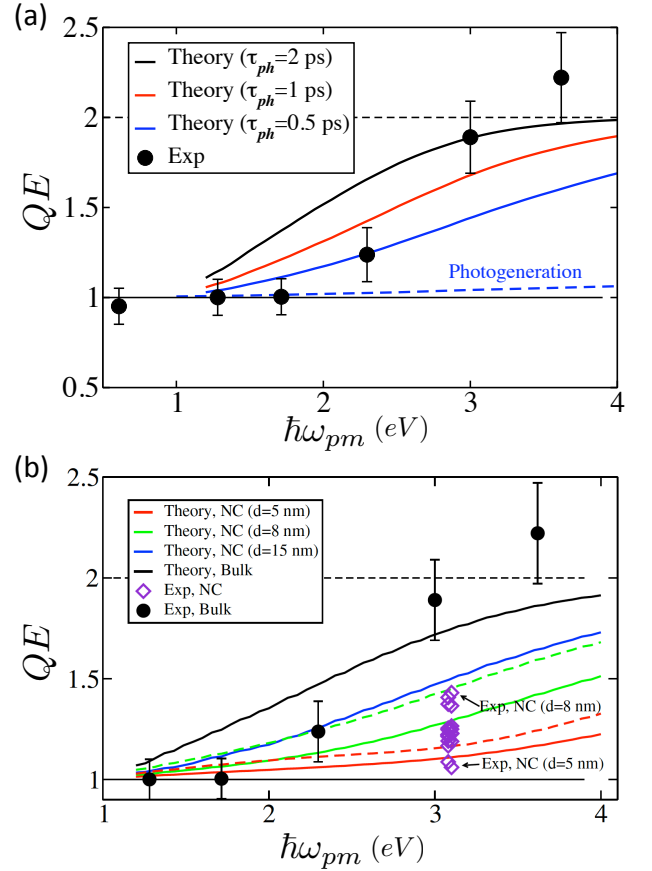 (a)
2.5
2
1.5
1
0.5
QE
Theory (τph=2 ps)
Theory (τph=1 ps)
Theory (τph=0.5 ps)
Exp
Photogeneration
1 2 3 4
ℏωpm (eV)
(b)
2.5
2
1.5
1
QE
Theory, NC (d=5 nm)
Theory, NC (d=8 nm)
Theory, NC (d=15 nm)
Theory, Bulk
Exp, NC
Exp, Bulk
Exp, NC (d=8 nm)
Exp, NC (d=5 nm)
1 2 3 4
ℏωpm (eV)